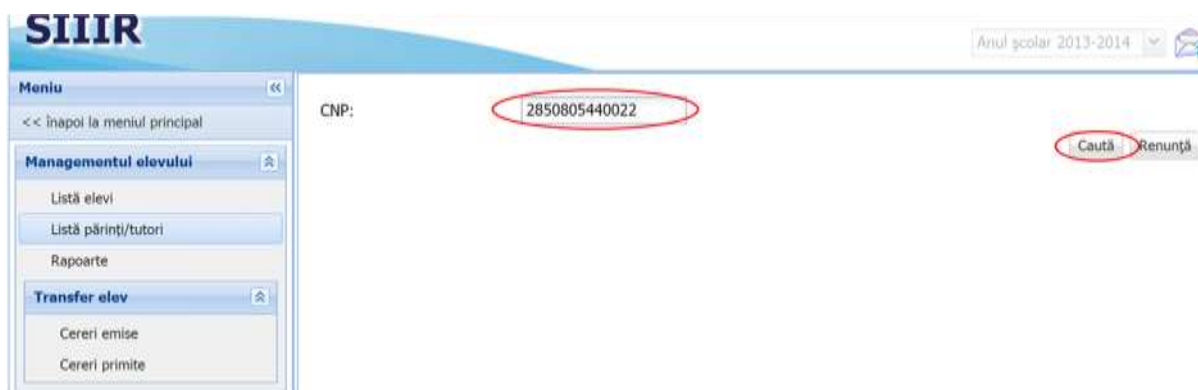 SIIIR
Anul școlar 2013-2014
Meniu
<< înapoi la meniul principal
Managementul elevului
Listă elevi
Listă părinți/tutori
Rapoarte
Transfer elev
Cereri emise
Cereri primite
CNP: 2850805440022
Caută Renunță